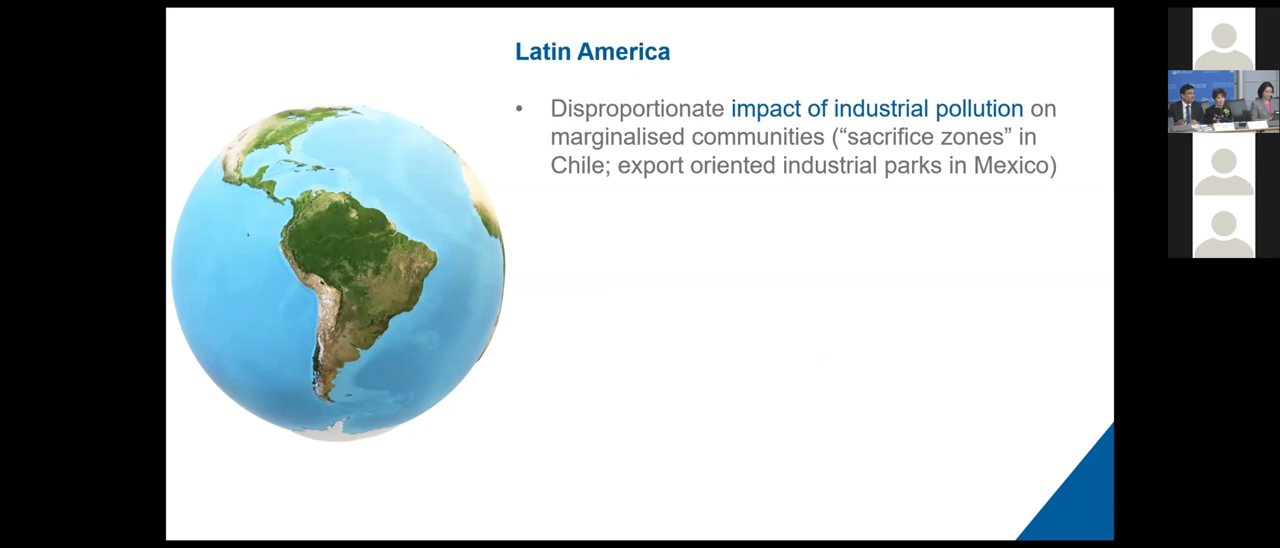 Latin America
• Disproportionate impact of industrial pollution on
marginalised communities (“sacrifice zones” in
Chile; export oriented industrial parks in Mexico)